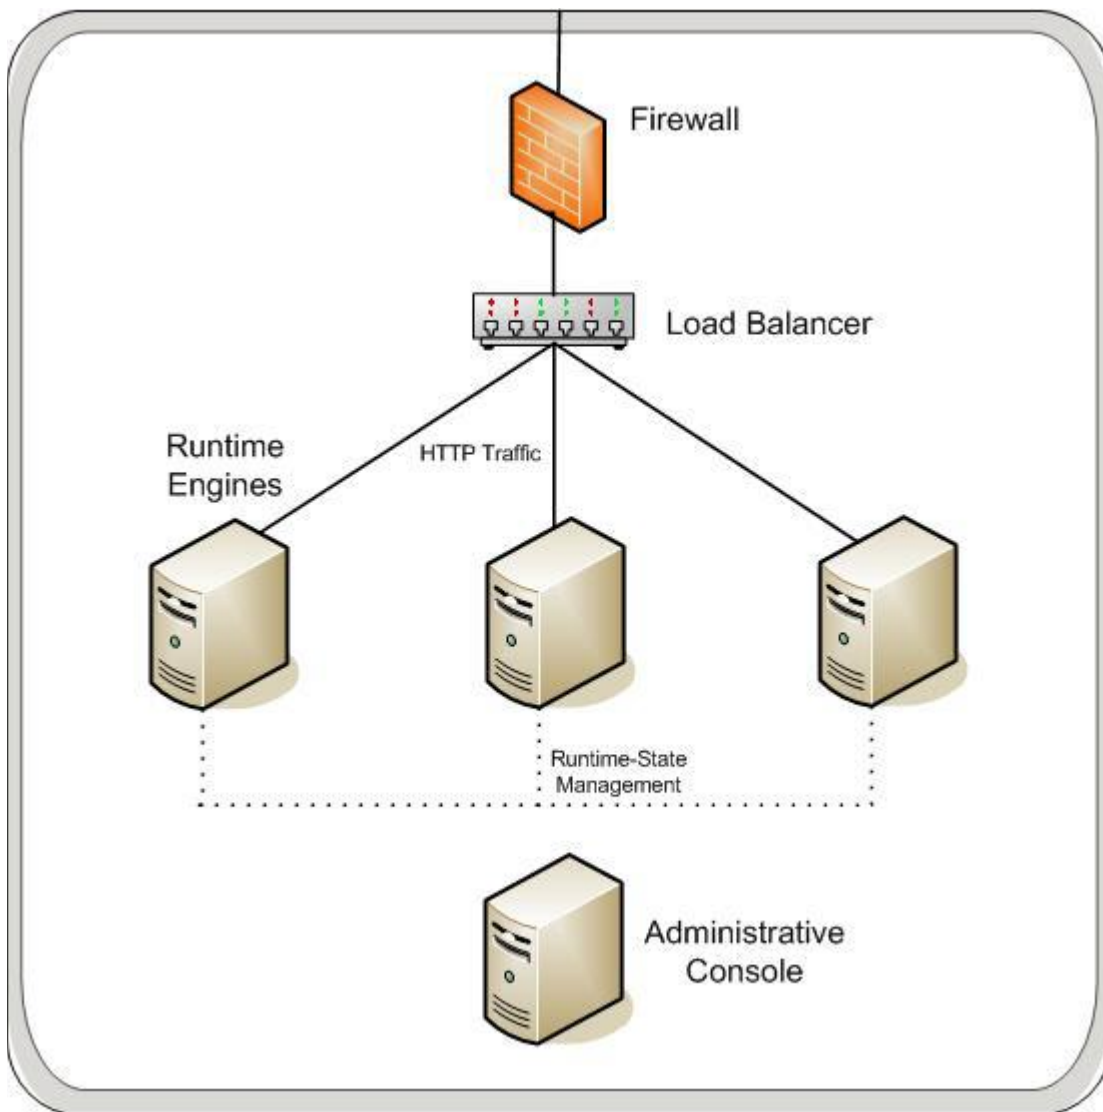 Firewall
Load Balancer
Runtime
Engines
HTTP Traffic
Runtime-State
Management
Administrative
Console